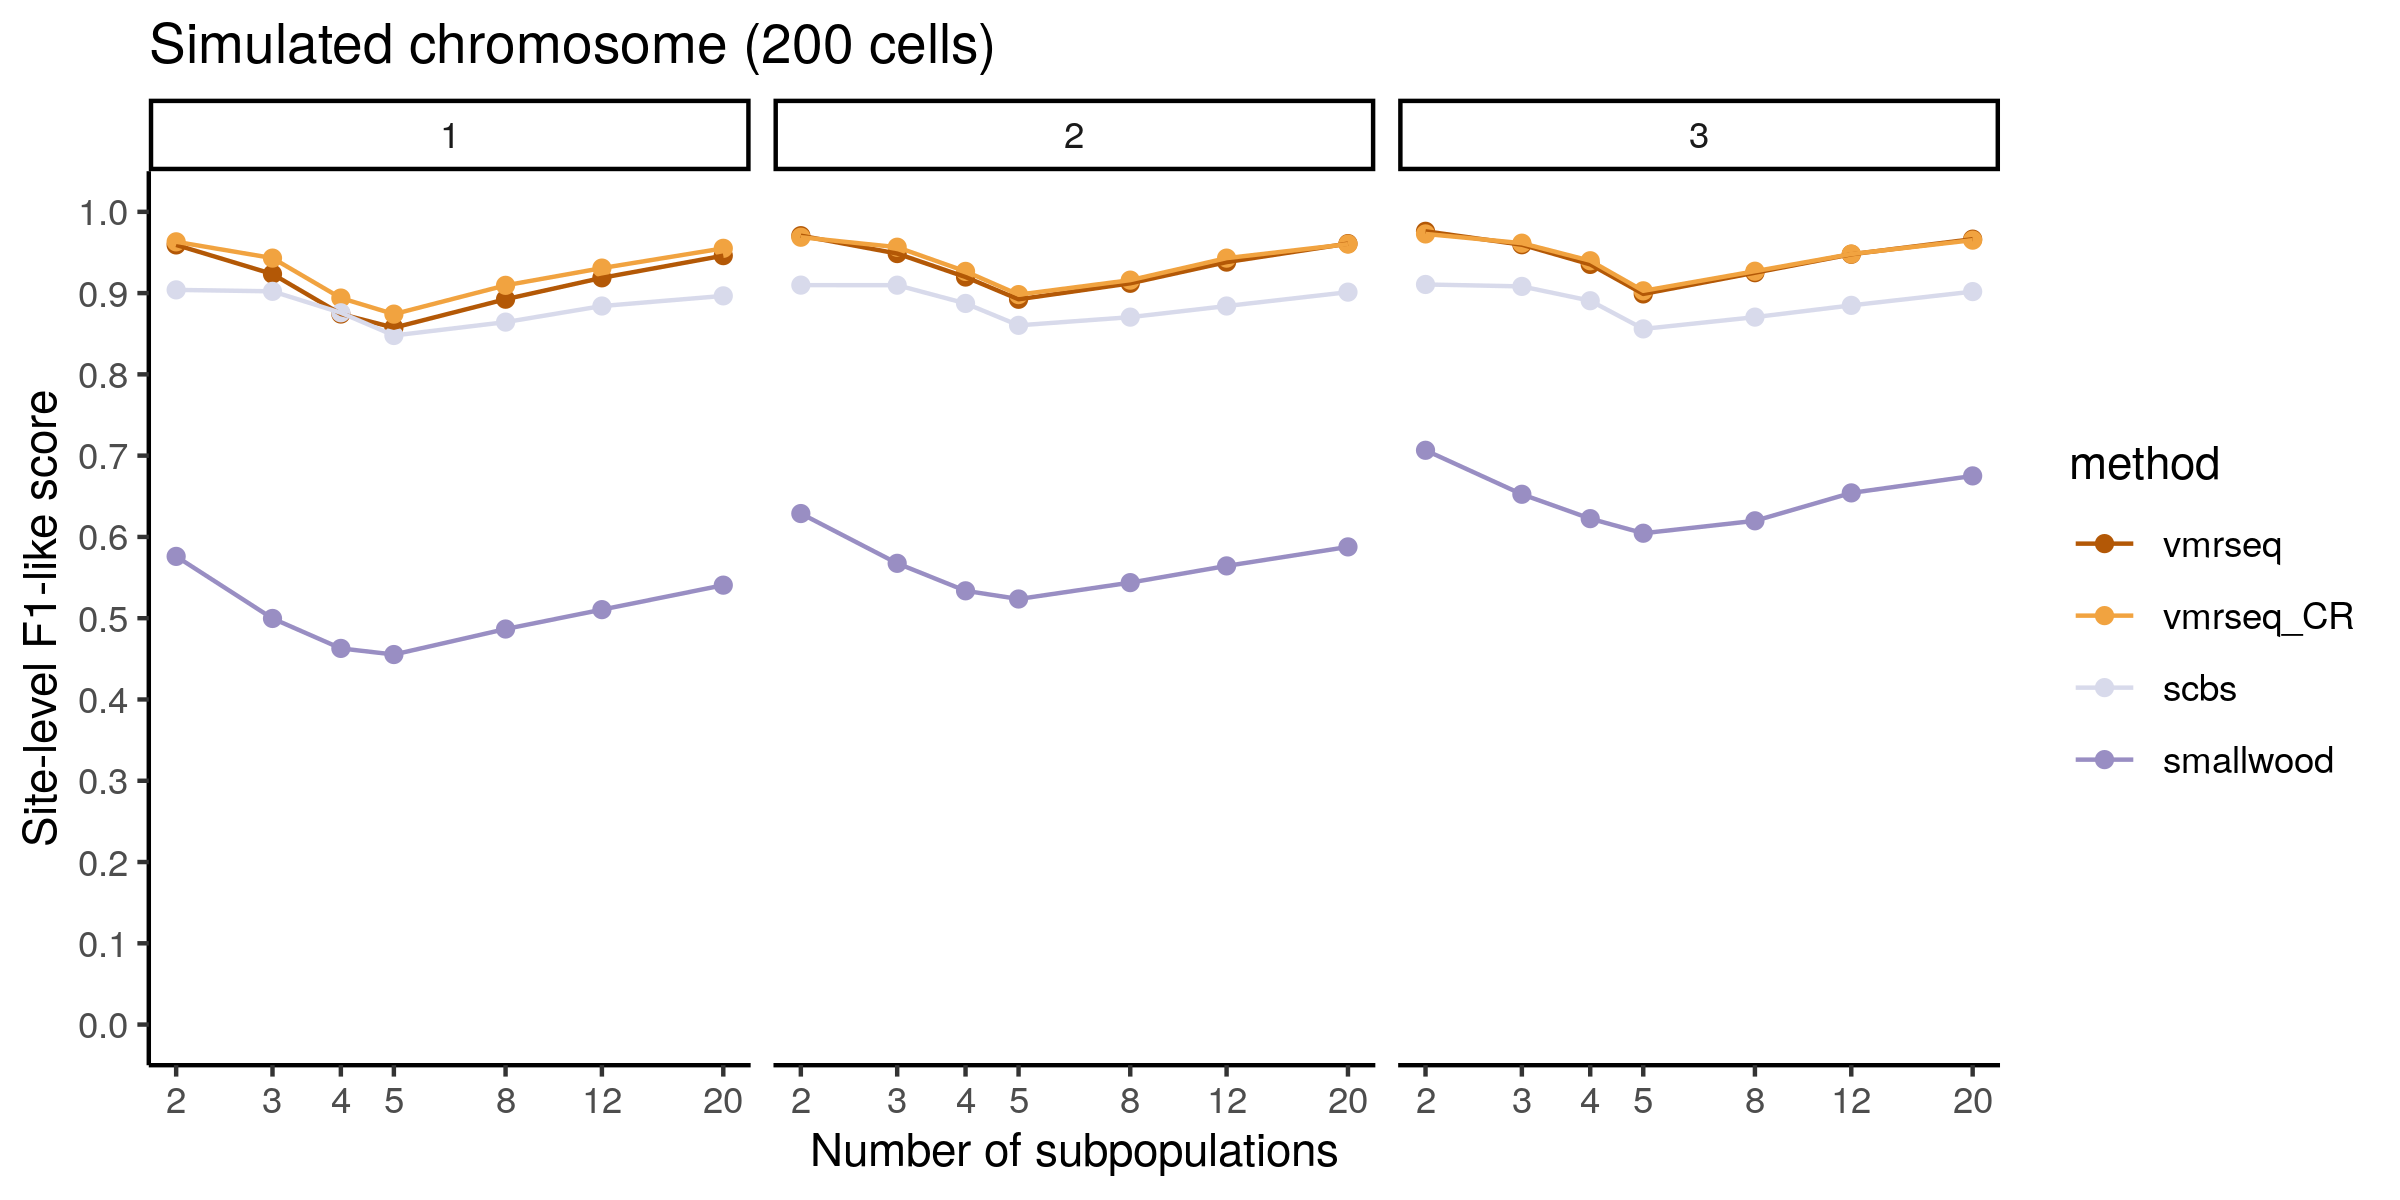 Simulated chromosome (200 cells)
1 2 3
Site-level F1-like score
1.0
0.9
0.8
0.7
0.6
0.5
0.4
0.3
0.2
0.1
0.0
2 3 4 5 8 12 20 2 3 4 5 8 12 20 2 3 4 5 8 12 20
Number of subpopulations
method
vmrseq
vmrseq_CR
scbs
smallwood